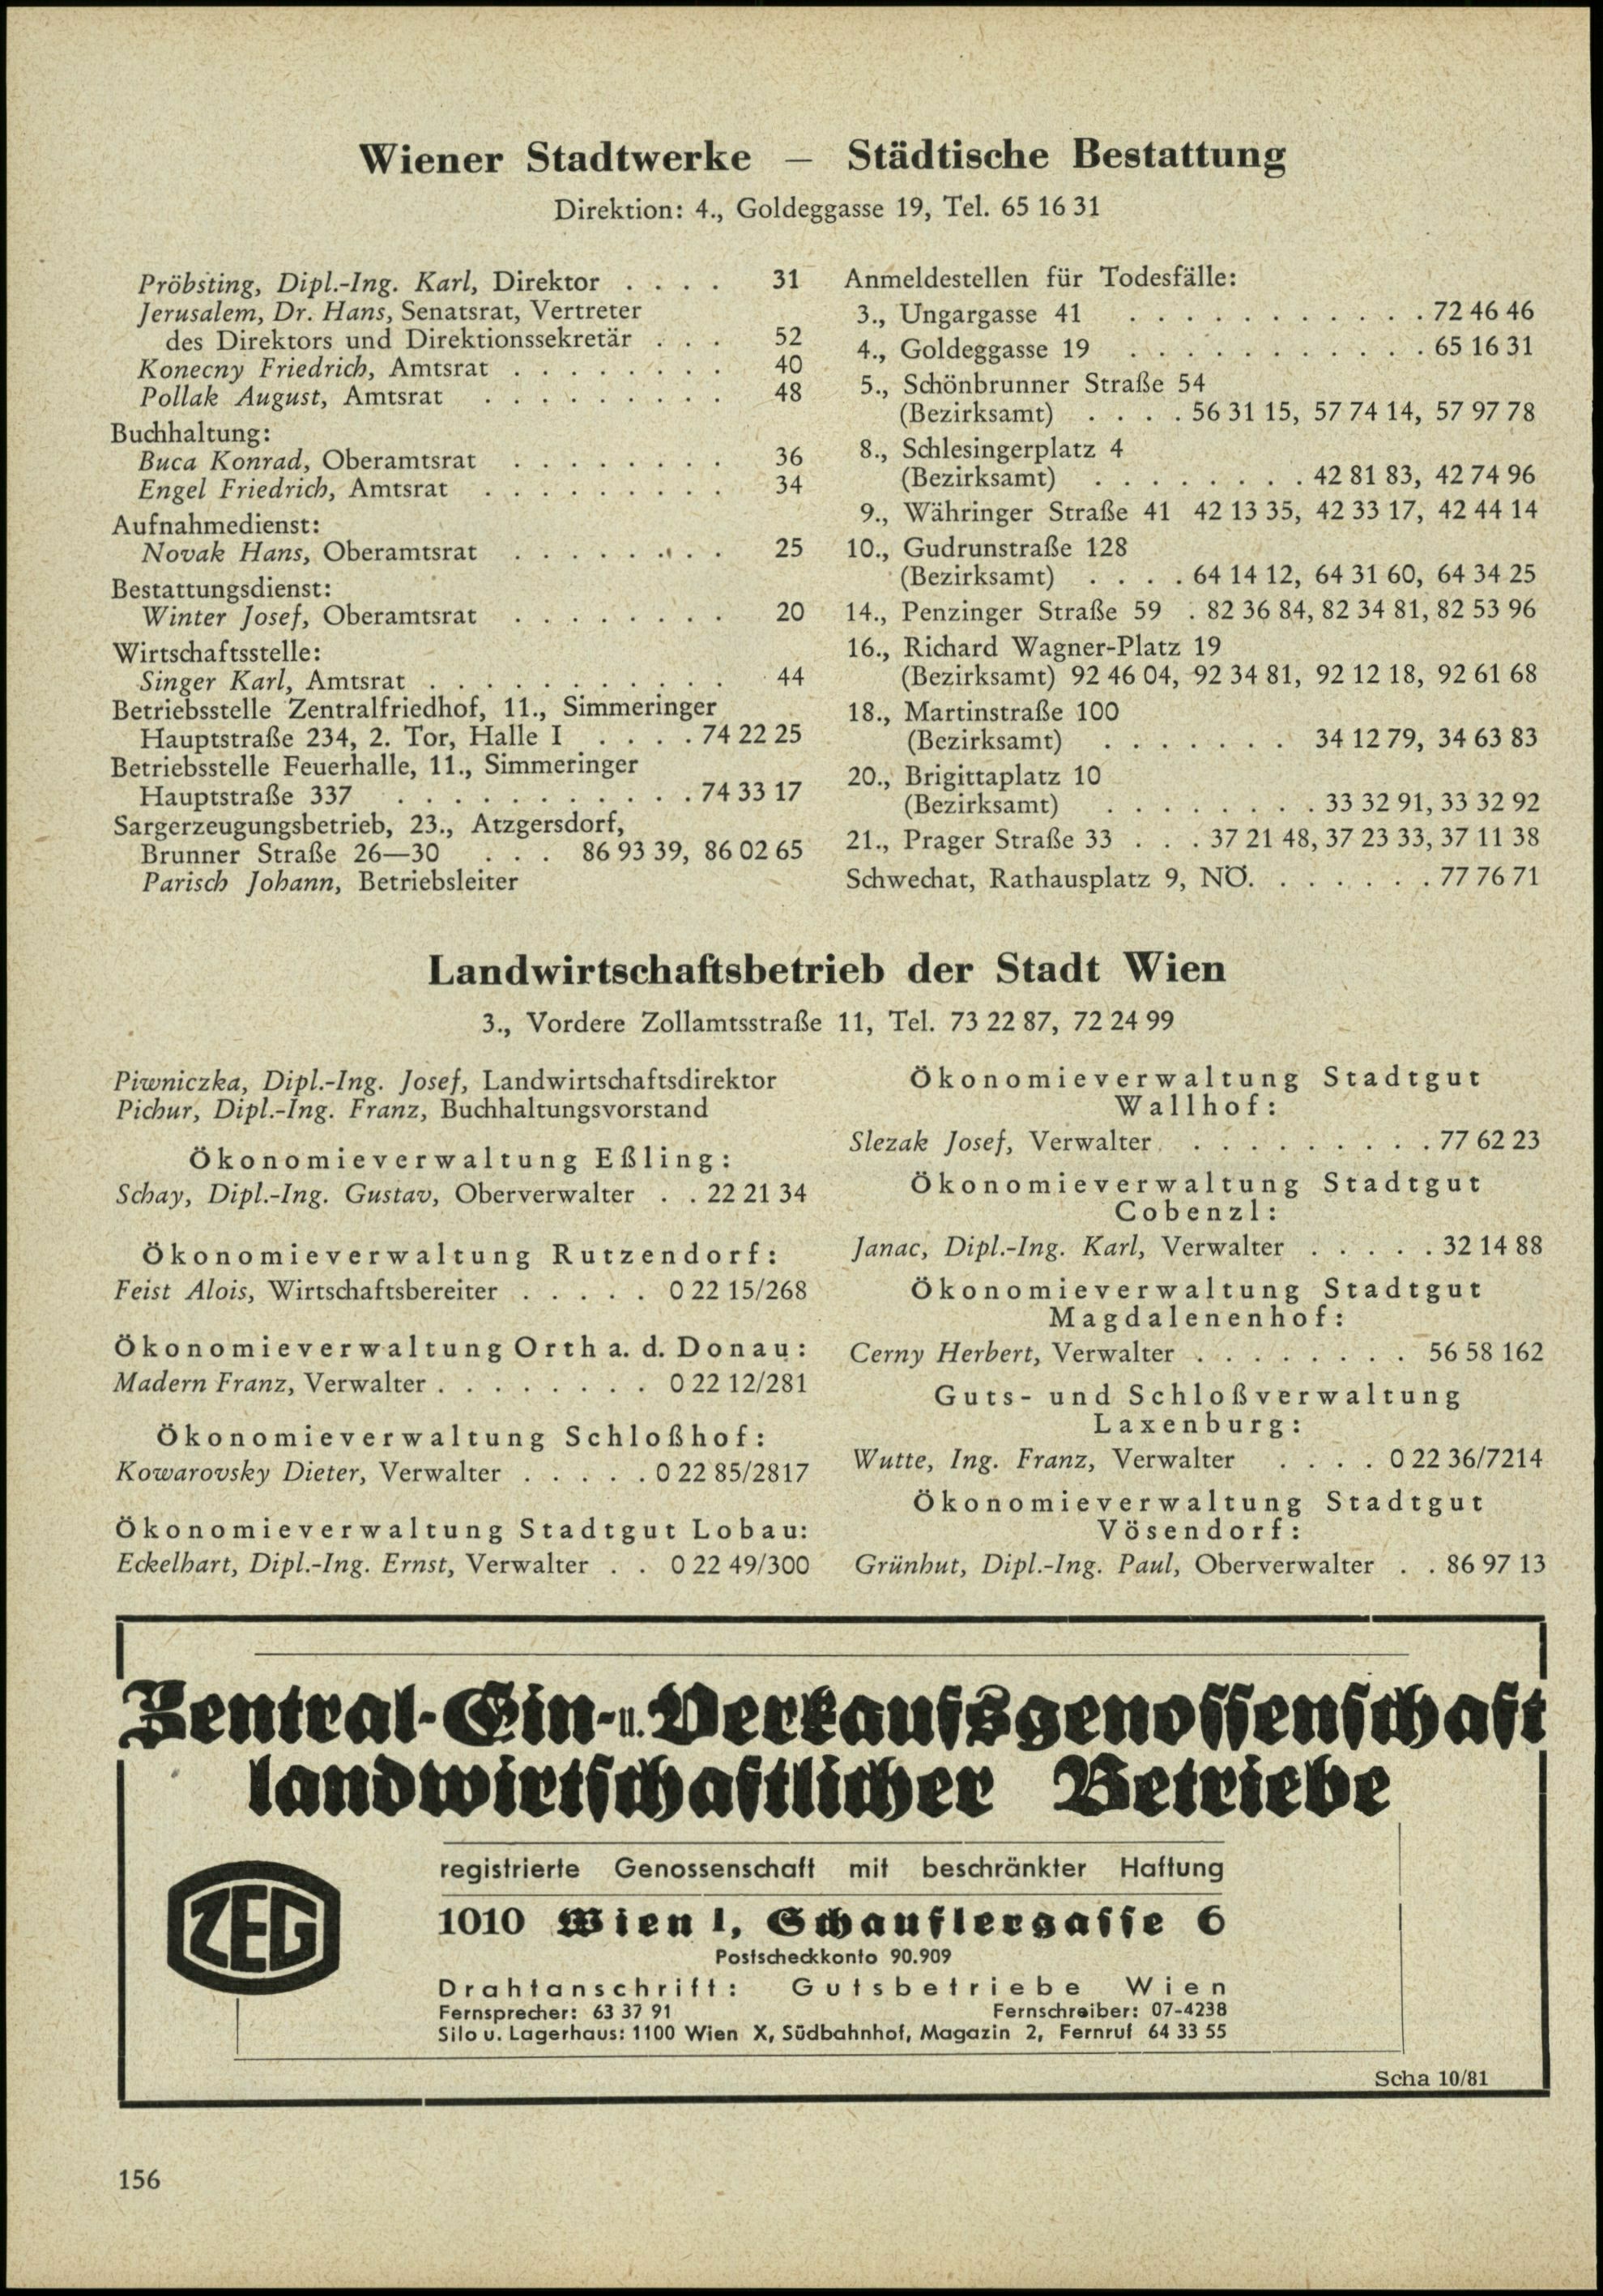 Wiener Stadtwerke — Städtische Bestattung
Direktion: 4., Goldeggasse 19, Tel. 65 16 31
Pröbsting, Dipl.-Ing. Karl, Direktor . . . . 31
Jerusalem, Dr. Hans, Senatsrat, Vertreter
des Direktors und Direktionssekretär . . . 52
Konecny Friedrich, Amtsrat . . . . . . . . 40
Pollak August, Amtsrat . . . . . . . . . 48
Buchhaltung:
Buca Konrad, Oberamtsrat . . . . . . . . 36
Engel Friedrich, Amtsrat . . . . . . . . . 34
Aufnahmedienst:
Novak Hans, Oberamtsrat . . . . . . . . 25
Bestattungsdienst:
Winter Josef, Oberamtsrat . . . . . . . . 20
Wirtschaftsstelle:
Singer Karl, Amtsrat . . . . . . . . . . . 44
Betriebsstelle Zentralfriedhof, 11., Simmeringer
Hauptstraße 234, 2. Tor, Halle I . . . . 74 22 25
Betriebsstelle Feuerhalle, 11., Simmeringer
Hauptstraße 337 . . . . . . . . . . . 74 33 17
Sargerzeugungsbetrieb, 23., Atzgersdorf,
Brunner Straße 26—30 . . . 86 93 39, 86 02 65
Parisch Johann, Betriebsleiter
Anmeldestellen für Todesfälle:
3., Ungargasse 41 . . . . . . . . . . . 72 46 46
4., Goldeggasse 19 . . . . . . . . . . . 65 16 31
5., Schönbrunner Straße 54
(Bezirksamt) . . . . 56 31 15, 57 74 14, 57 97 78
8., Schlesingerplatz 4
(Bezirksamt) . . . . . . . . 42 81 83, 42 74 96
9., Währinger Straße 41 42 13 35, 42 33 17, 42 44 14
10., Gudrunstraße 128
(Bezirksamt) . . . . 64 14 12, 64 31 60, 64 34 25
14., Penzinger Straße 59 . 82 36 84, 82 34 81, 82 53 96
16., Richard Wagner-Platz 19
(Bezirksamt) 92 46 04, 92 34 81, 92 12 18, 92 61 68
18., Martinstraße 100
(Bezirksamt) . . . . . . . 34 12 79, 34 63 83
20., Brigittaplatz 10
(Bezirksamt) . . . . . . . . 33 32 91, 33 32 92
21., Prager Straße 33 . . . 37 21 48, 37 23 33, 37 11 38
Schwechat, Rathausplatz 9, NÖ. . . . . . . 77 76 71
Landwirtschaftsbetrieb der Stadt Wien
3., Vordere Zollamtsstraße 11, Tel. 73 22 87, 72 24 99
Piwniczka, Dipl.-Ing. Josef, Landwirtschaftsdirektor
Pichur, Dipl.-Ing. Franz, Buchhaltungsvorstand
Ökonomieverwaltung Eßling:
Schay, Dipl.-Ing. Gustav, Oberverwalter . . 22 21 34
Ökonomieverwaltung Rutzendorf:
Feist Alois, Wirtschaftsbereiter . . . . . 0 22 15/268
Ökonomieverwaltung Orth a. d. Donau:
Madern Franz, Verwalter . . . . . . . . 0 22 12/281
Ökonomieverwaltung Schloßhof:
Kowarovsky Dieter, Verwalter . . . . . 0 22 85/2817
Ökonomieverwaltung Stadtgut Lobau:
Eckelhart, Dipl.-Ing. Ernst, Verwalter . . 0 22 49/300
Ökonomieverwaltung Stadtgut
Wallhof:
Slezak Josef, Verwalter . . . . . . . . . . 77 62 23
Ökonomieverwaltung Stadtgut
Cobenzl:
Janac, Dipl.-Ing. Karl, Verwalter . . . . . 32 14 88
Ökonomieverwaltung Stadtgut
Magdalenenhof:
Cerny Herbert, Verwalter . . . . . . . . 56 58 162
Guts- und Schloßverwaltung
Laxenburg:
Wutte, Ing. Franz, Verwalter . . . . 0 22 36/7214
Ökonomieverwaltung Stadtgut
Vösendorf:
Grünhut, Dipl.-Ing. Paul, Oberverwalter . . 86 97 13
Zentral-Ein-u.Verkaufsgenossenschaft
landwirtschaftlicher Betriebe
registrierte Genossenschaft mit beschränkter Haftung
ZEG
1010 Wien 1, Schauflergasse 6
Postscheckkonto 90.909
Drahtanschrift: Gutsbetriebe Wien
Fernsprecher: 63 37 91 Fernschreiber: 07-4238
Silo u. Lagerhaus: 1100 Wien X, Südbahnhof, Magazin 2, Fernruf 64 33 55
Scha 10/81
156